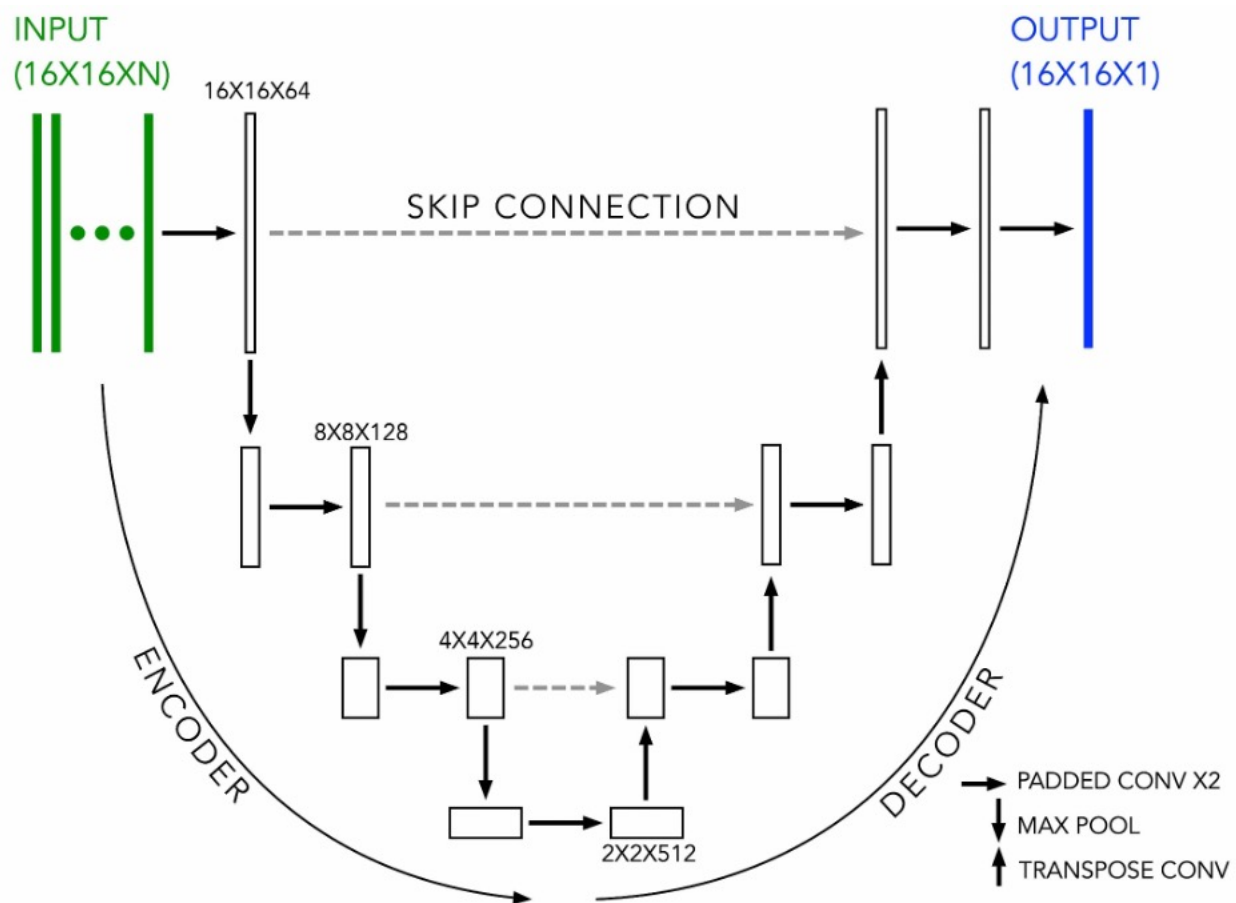 INPUT
(16X16XN)
OUTPUT
(16X16X1)
16X16X64
SKIP CONNECTION
8X8X128
4X4X256
2X2X512
ENCODER
DECODER
PADDED CONV X2
MAX POOL
TRANSPOSE CONV